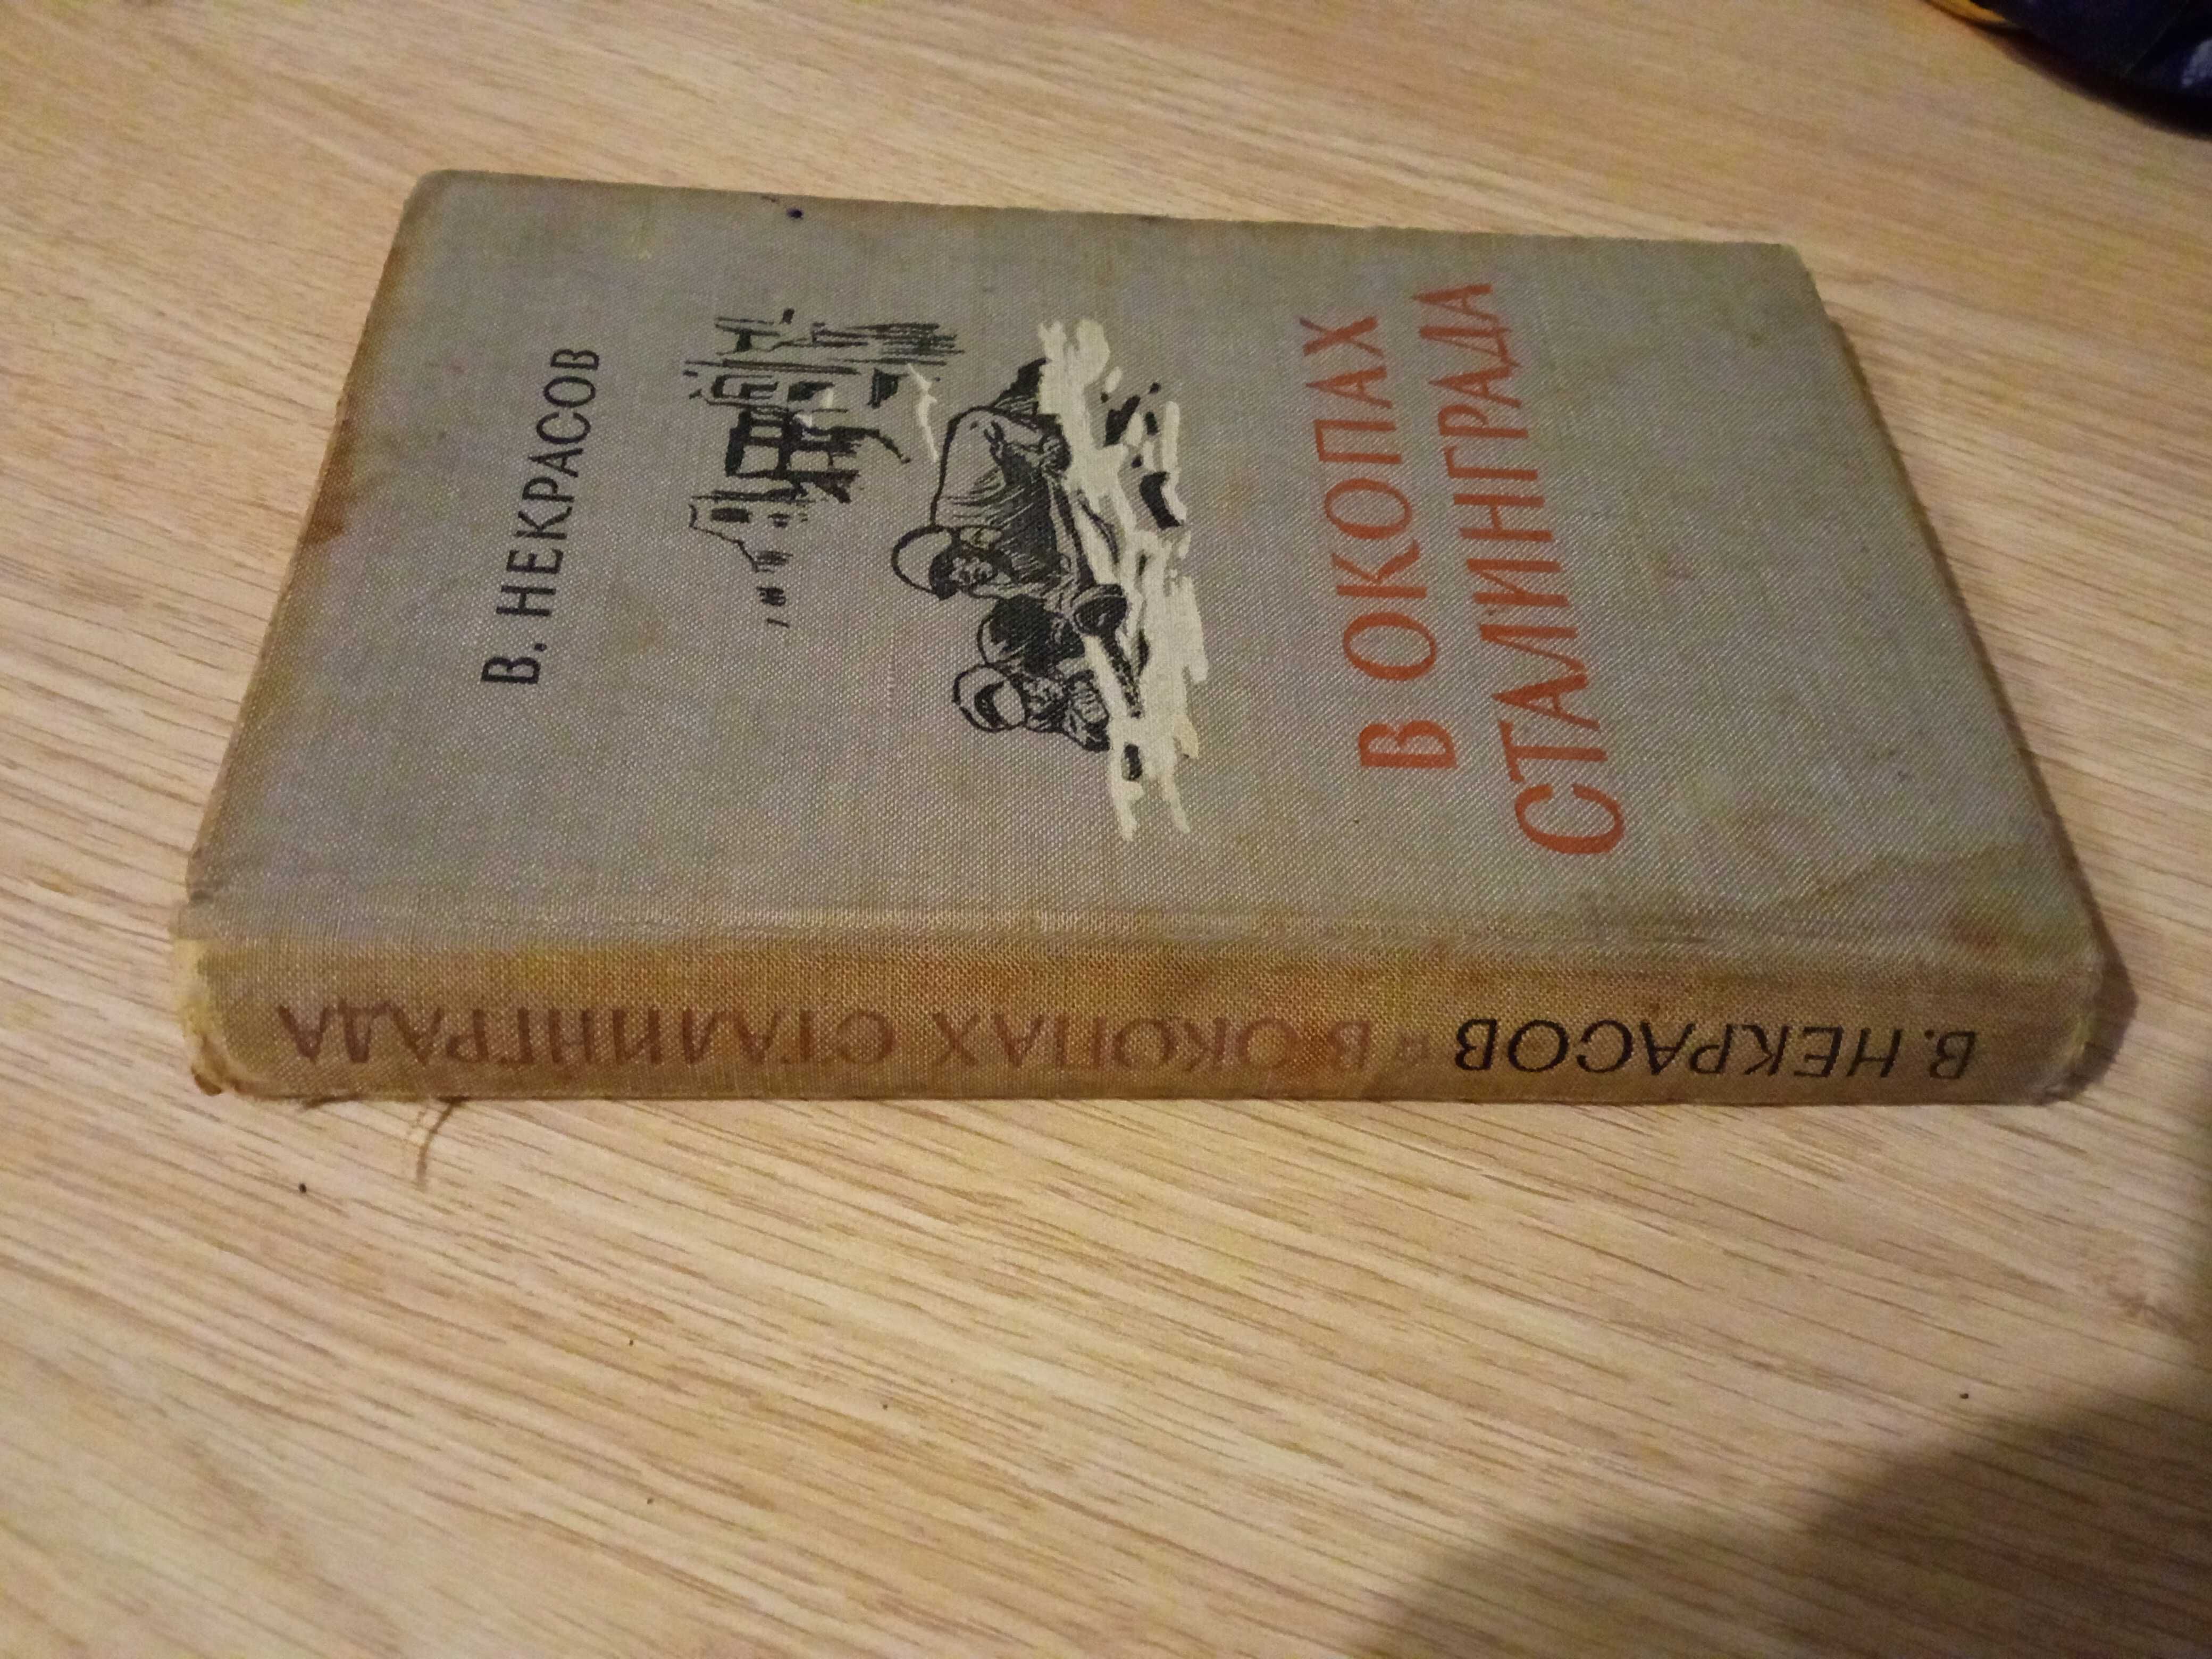 В. НЕКРАСОВ
В ОКОПАХ
СТАЛИНГРАДА
В. НЕКРАСОВ * В ОКОПАХ СТАЛИНГРАДА